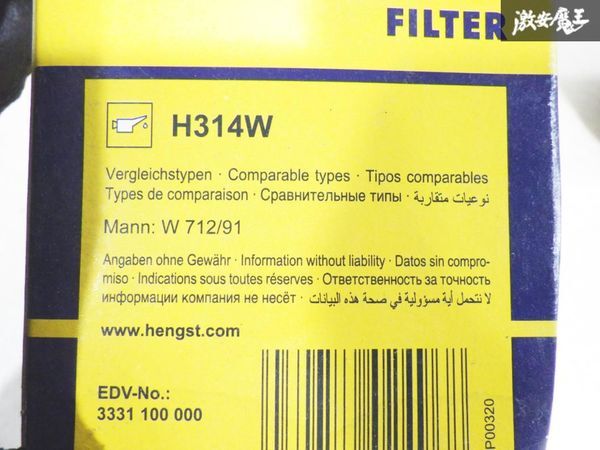 激安魔王
FILTER
H314W
Vergleichstypen · Comparable types · Tipos comparables
Types de comparaison · Сравнительные типы · نوعيات متقاربة
Mann: W 712/91
Angaben ohne Gewähr · Information without liability · Datos sin compro-
miso · Indications sous toutes réserves · Ответственность за точность
информации компания не несёт · لا نتحمل أية مسؤولية في صحة هذه البيانات
www.hengst.com
EDV-No.:
3331 100 000
P00320